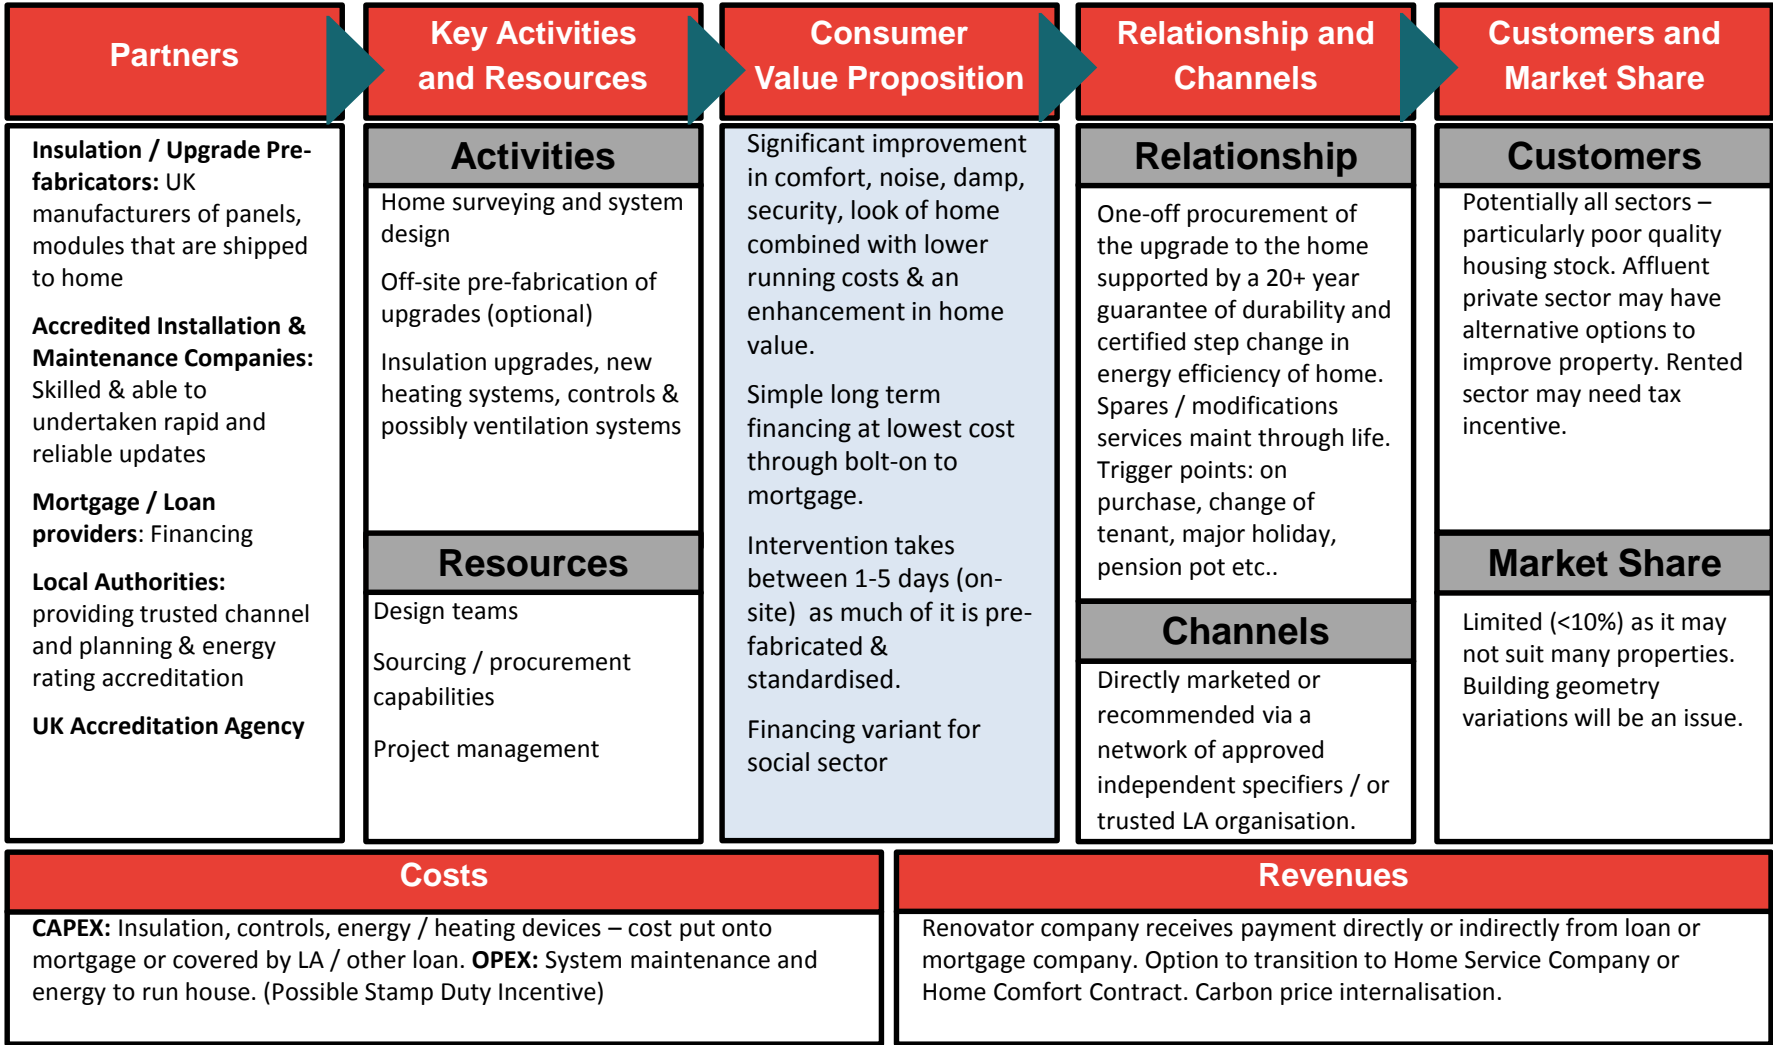 Partners
Key Activities
and Resources
Consumer
Value Proposition
Relationship and
Channels
Customers and
Market Share
Insulation / Upgrade Pre-
fabricators: UK
manufacturers of panels,
modules that are shipped
to home
Accredited Installation &
Maintenance Companies:
Skilled & able to
undertaken rapid and
reliable updates
Mortgage / Loan
providers: Financing
Local Authorities:
providing trusted channel
and planning & energy
rating accreditation
UK Accreditation Agency
Activities
Home surveying and system
design
Off-site pre-fabrication of
upgrades (optional)
Insulation upgrades, new
heating systems, controls &
possibly ventilation systems
Resources
Design teams
Sourcing / procurement
capabilities
Project management
Significant improvement
in comfort, noise, damp,
security, look of home
combined with lower
running costs & an
enhancement in home
value.
Simple long term
financing at lowest cost
through bolt-on to
mortgage.
Intervention takes
between 1-5 days (on-
site) as much of it is pre-
fabricated &
standardised.
Financing variant for
social sector
Relationship
One-off procurement of
the upgrade to the home
supported by a 20+ year
guarantee of durability and
certified step change in
energy efficiency of home.
Spares / modifications
services maint through life.
Trigger points: on
purchase, change of
tenant, major holiday,
pension pot etc..
Channels
Directly marketed or
recommended via a
network of approved
independent specifiers / or
trusted LA organisation.
Customers
Potentially all sectors –
particularly poor quality
housing stock. Affluent
private sector may have
alternative options to
improve property. Rented
sector may need tax
incentive.
Market Share
Limited (<10%) as it may
not suit many properties.
Building geometry
variations will be an issue.
Costs
CAPEX: Insulation, controls, energy / heating devices – cost put onto
mortgage or covered by LA / other loan. OPEX: System maintenance and
energy to run house. (Possible Stamp Duty Incentive)
Revenues
Renovator company receives payment directly or indirectly from loan or
mortgage company. Option to transition to Home Service Company or
Home Comfort Contract. Carbon price internalisation.